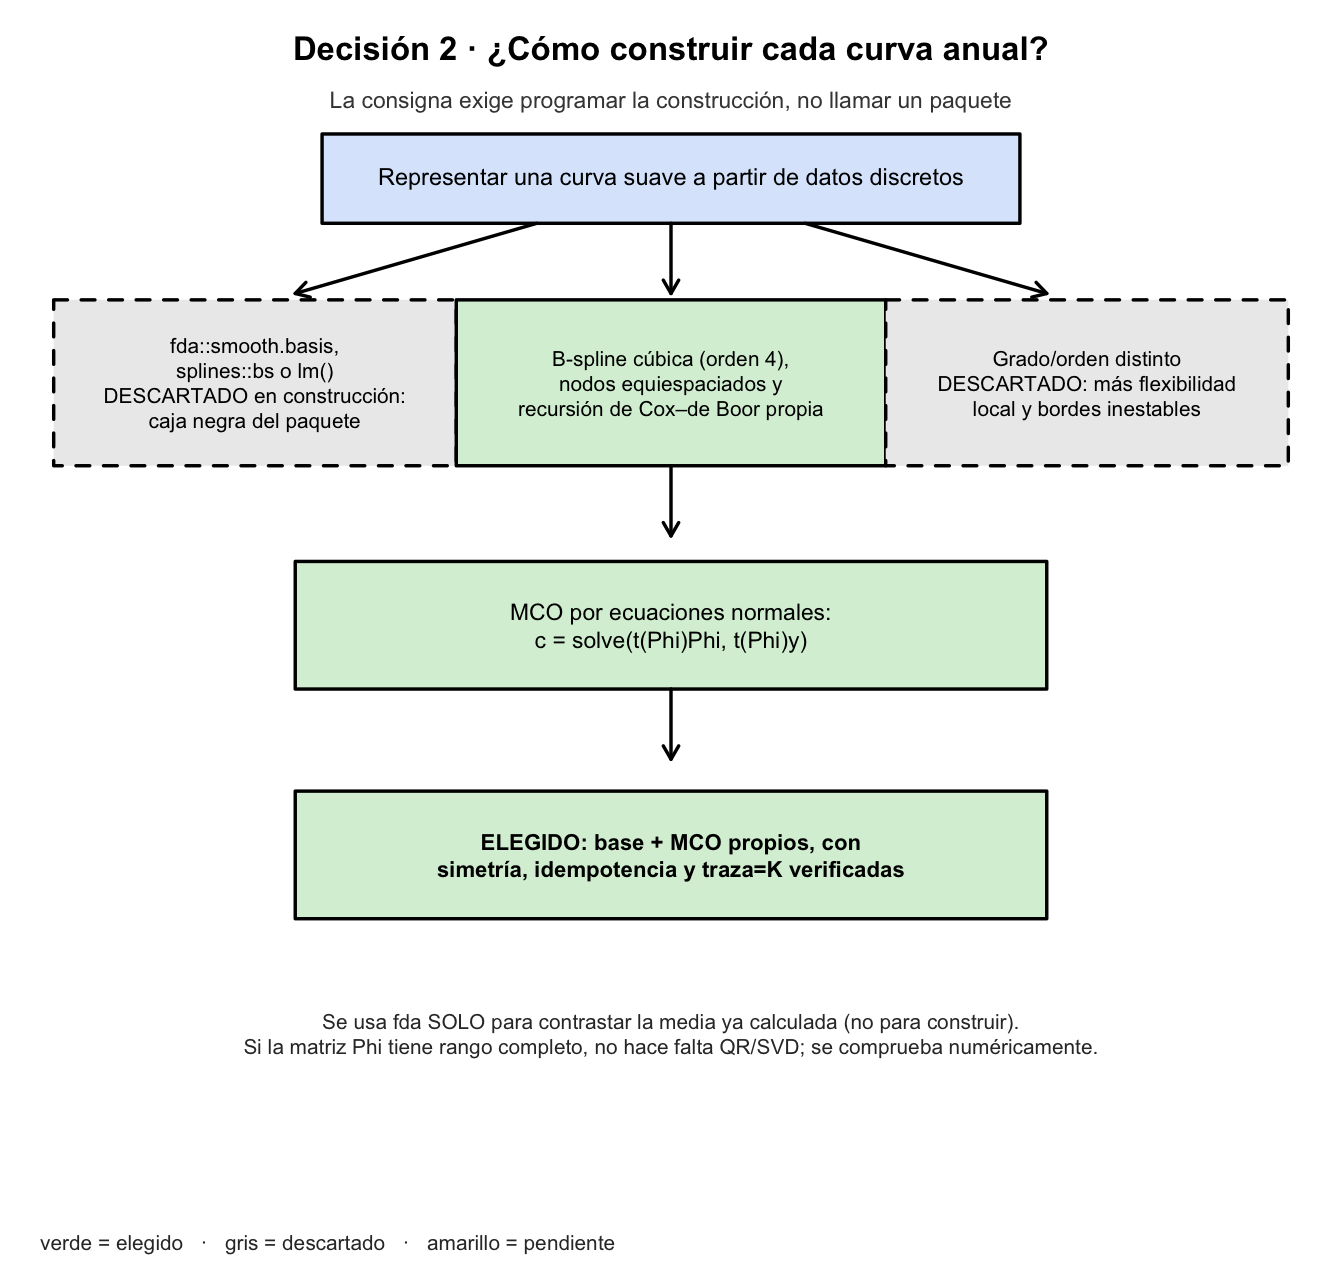 Decisión 2 · ¿Cómo construir cada curva anual?
La consigna exige programar la construcción, no llamar un paquete
Representar una curva suave a partir de datos discretos
fda::smooth.basis,
splines::bs o lm()
DESCARTADO en construcción:
caja negra del paquete
B-spline cúbica (orden 4),
nodos equiespaciados y
recursión de Cox–de Boor propia
Grado/orden distinto
DESCARTADO: más flexibilidad
local y bordes inestables
MCO por ecuaciones normales:
c = solve(t(Phi)Phi, t(Phi)y)
ELEGIDO: base + MCO propios, con
simetría, idempotencia y traza=K verificadas
Se usa fda SOLO para contrastar la media ya calculada (no para construir).
Si la matriz Phi tiene rango completo, no hace falta QR/SVD; se comprueba numéricamente.
verde = elegido · gris = descartado · amarillo = pendiente